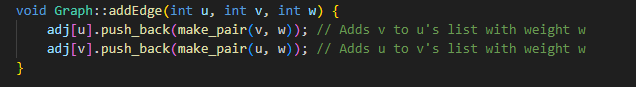 void Graph::addEdge(int u, int v, int w) {
    adj[u].push_back(make_pair(v, w)); // Adds v to u's list with weight w
    adj[v].push_back(make_pair(u, w)); // Adds u to v's list with weight w
}